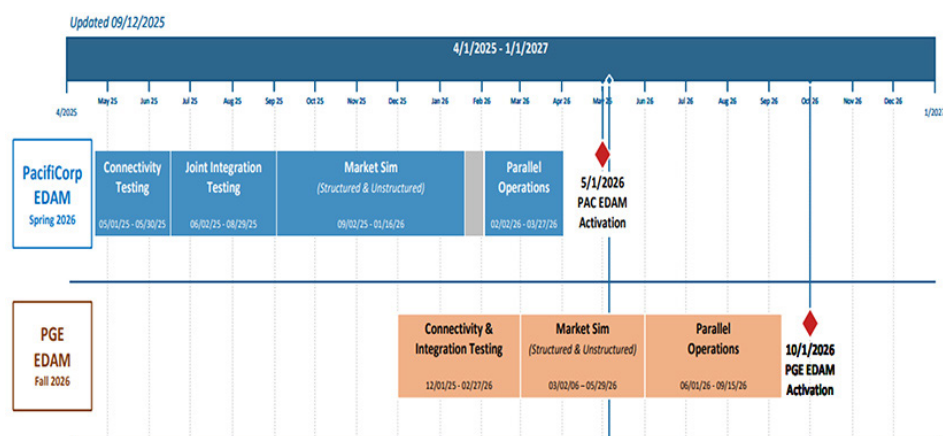 Updated 09/12/2025
4/1/2025 - 1/1/2027
May 25 Jun 25 Jul 25 Aug 25 Sep 25 Oct 25 Nov 25 Dec 25 Jan 26 Feb 26 Mar 26 Apr 26 May 26 Jun 26 Jul 26 Aug 26 Sep 26 Oct 26 Nov 26 Dec 26
4/2025
1/2027
PacifiCorp
EDAM
Spring 2026
Connectivity
Testing
05/01/25 - 05/30/25
Joint Integration
Testing
06/02/25 - 08/29/25
Market Sim
(Structured & Unstructured)
09/02/25 - 01/16/26
Parallel
Operations
02/02/26 - 03/27/26
5/1/2026
PAC EDAM
Activation
PGE
EDAM
Fall 2026
Connectivity &
Integration Testing
12/01/25 - 02/27/26
Market Sim
(Structured & Unstructured)
03/02/06 – 05/29/26
Parallel
Operations
06/01/26 - 09/15/26
10/1/2026
PGE EDAM
Activation